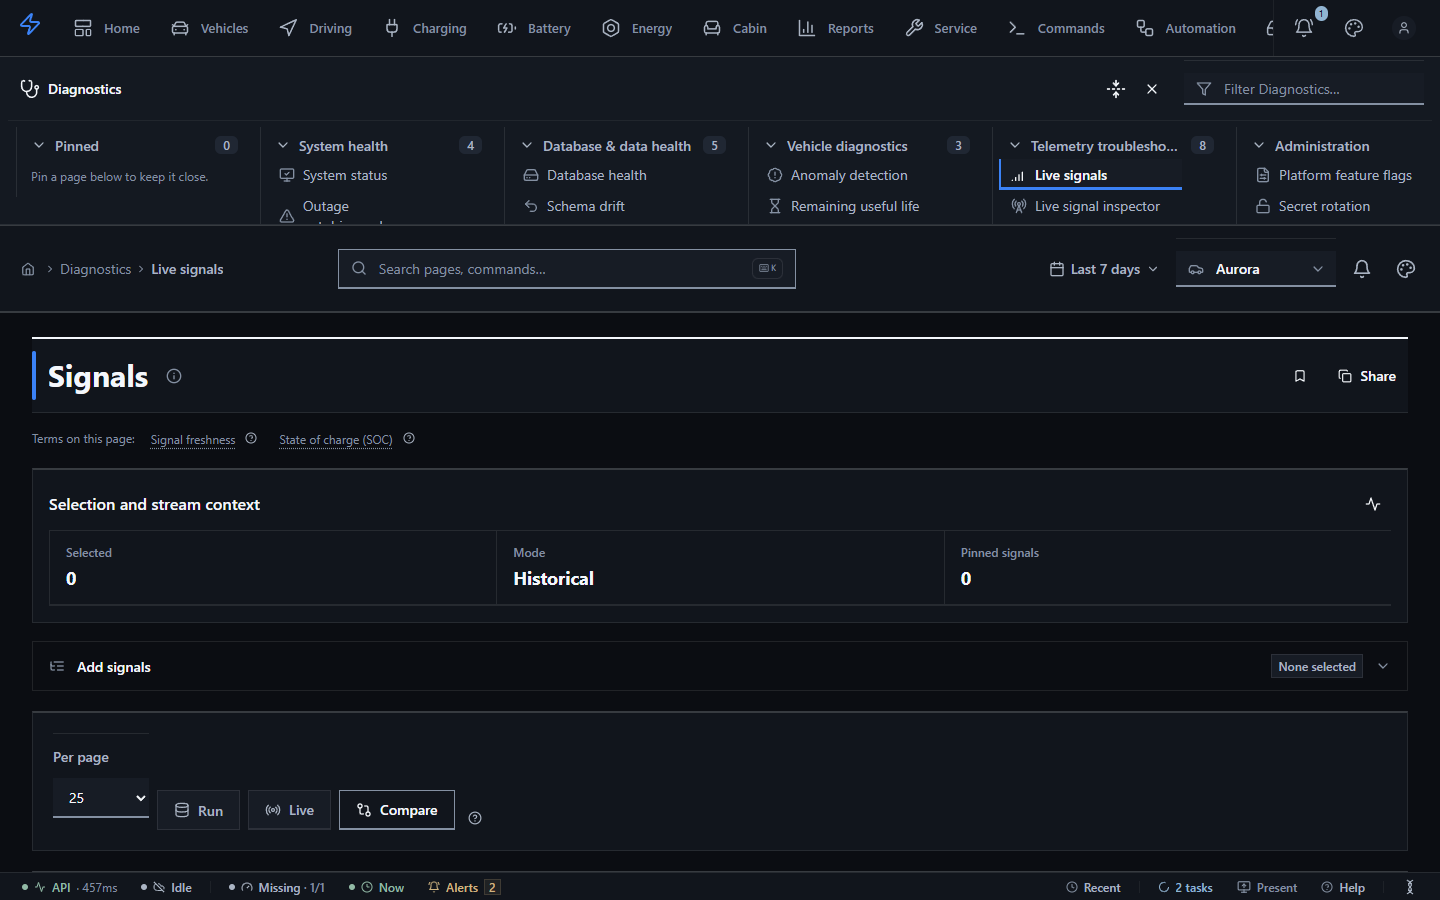 Home Vehicles Driving Charging Battery Energy Cabin Reports Service Commands Automation 1
Diagnostics Filter Diagnostics...
Pinned 0 System health 4 Database & data health 5 Vehicle diagnostics 3 Telemetry troublesho... 8 Administration
Pin a page below to keep it close. System status Database health Anomaly detection Live signals Platform feature flags
Outage Schema drift Remaining useful life Live signal inspector Secret rotation
Diagnostics Live signals Search pages, commands... K Last 7 days Aurora
Signals Share
Terms on this page: Signal freshness State of charge (SOC)
Selection and stream context
Selected Mode Pinned signals
0 Historical 0
Add signals None selected
Per page
25 Run Live Compare
API · 457ms Idle Missing · 1/1 Now Alerts 2 Recent 2 tasks Present Help